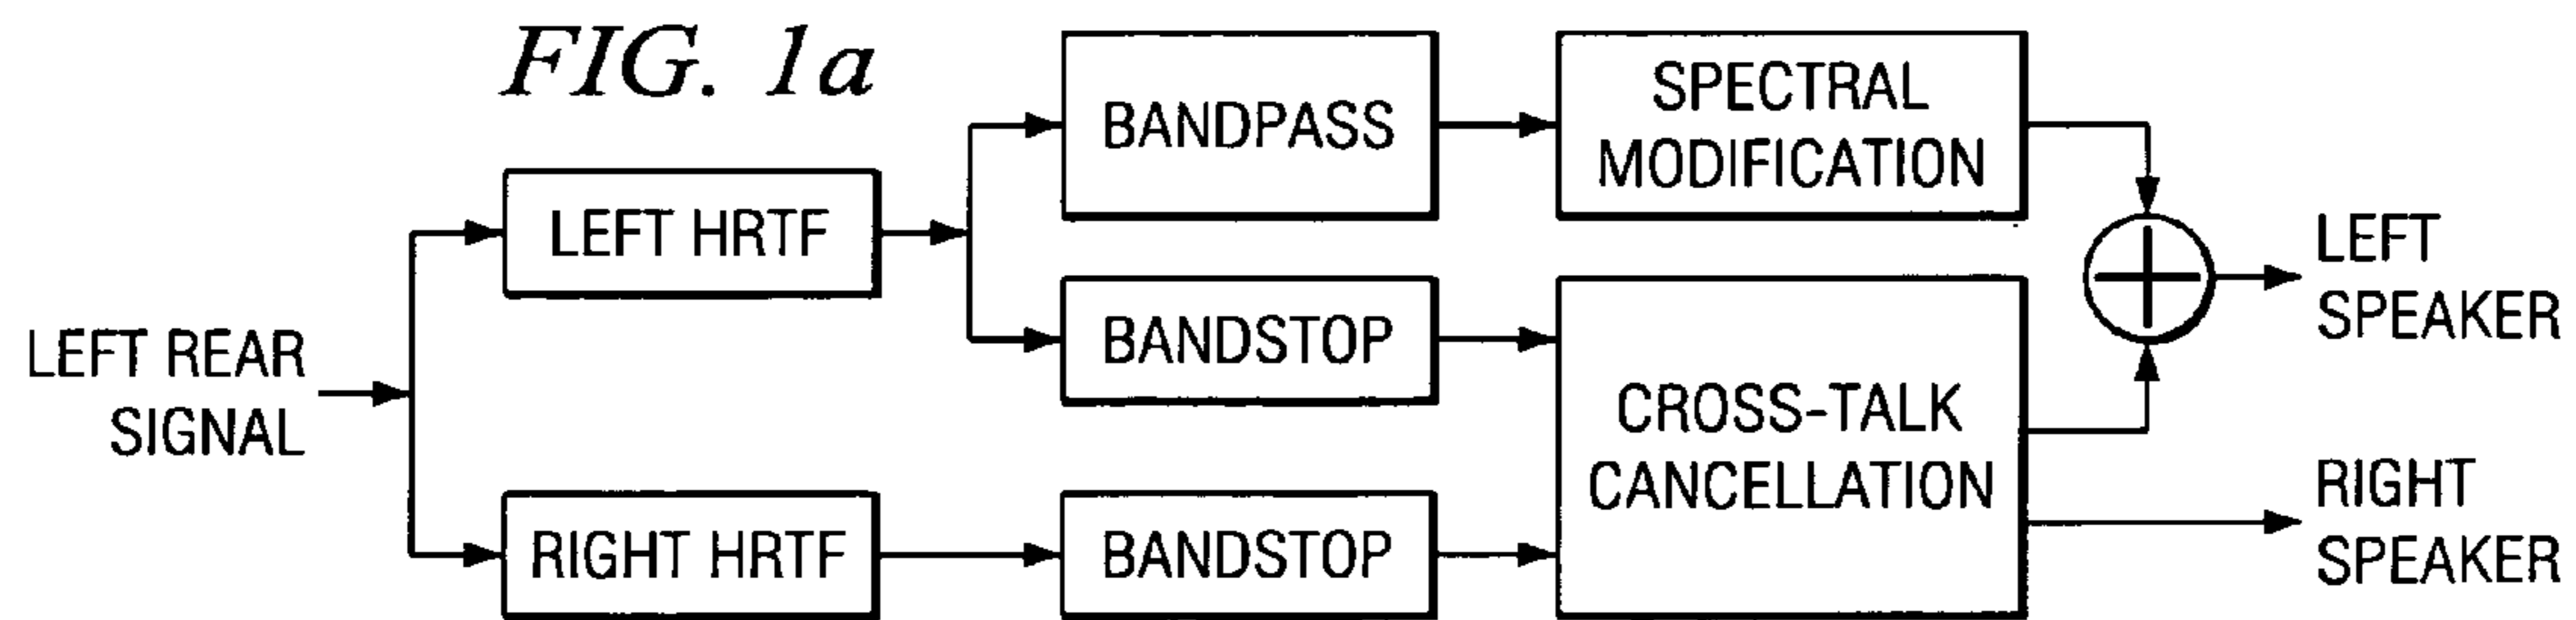 FIG. 1a
LEFT REAR
SIGNAL
LEFT HRTF
RIGHT HRTF
BANDPASS
BANDSTOP
BANDSTOP
SPECTRAL
MODIFICATION
CROSS-TALK
CANCELLATION
LEFT
SPEAKER
RIGHT
SPEAKER